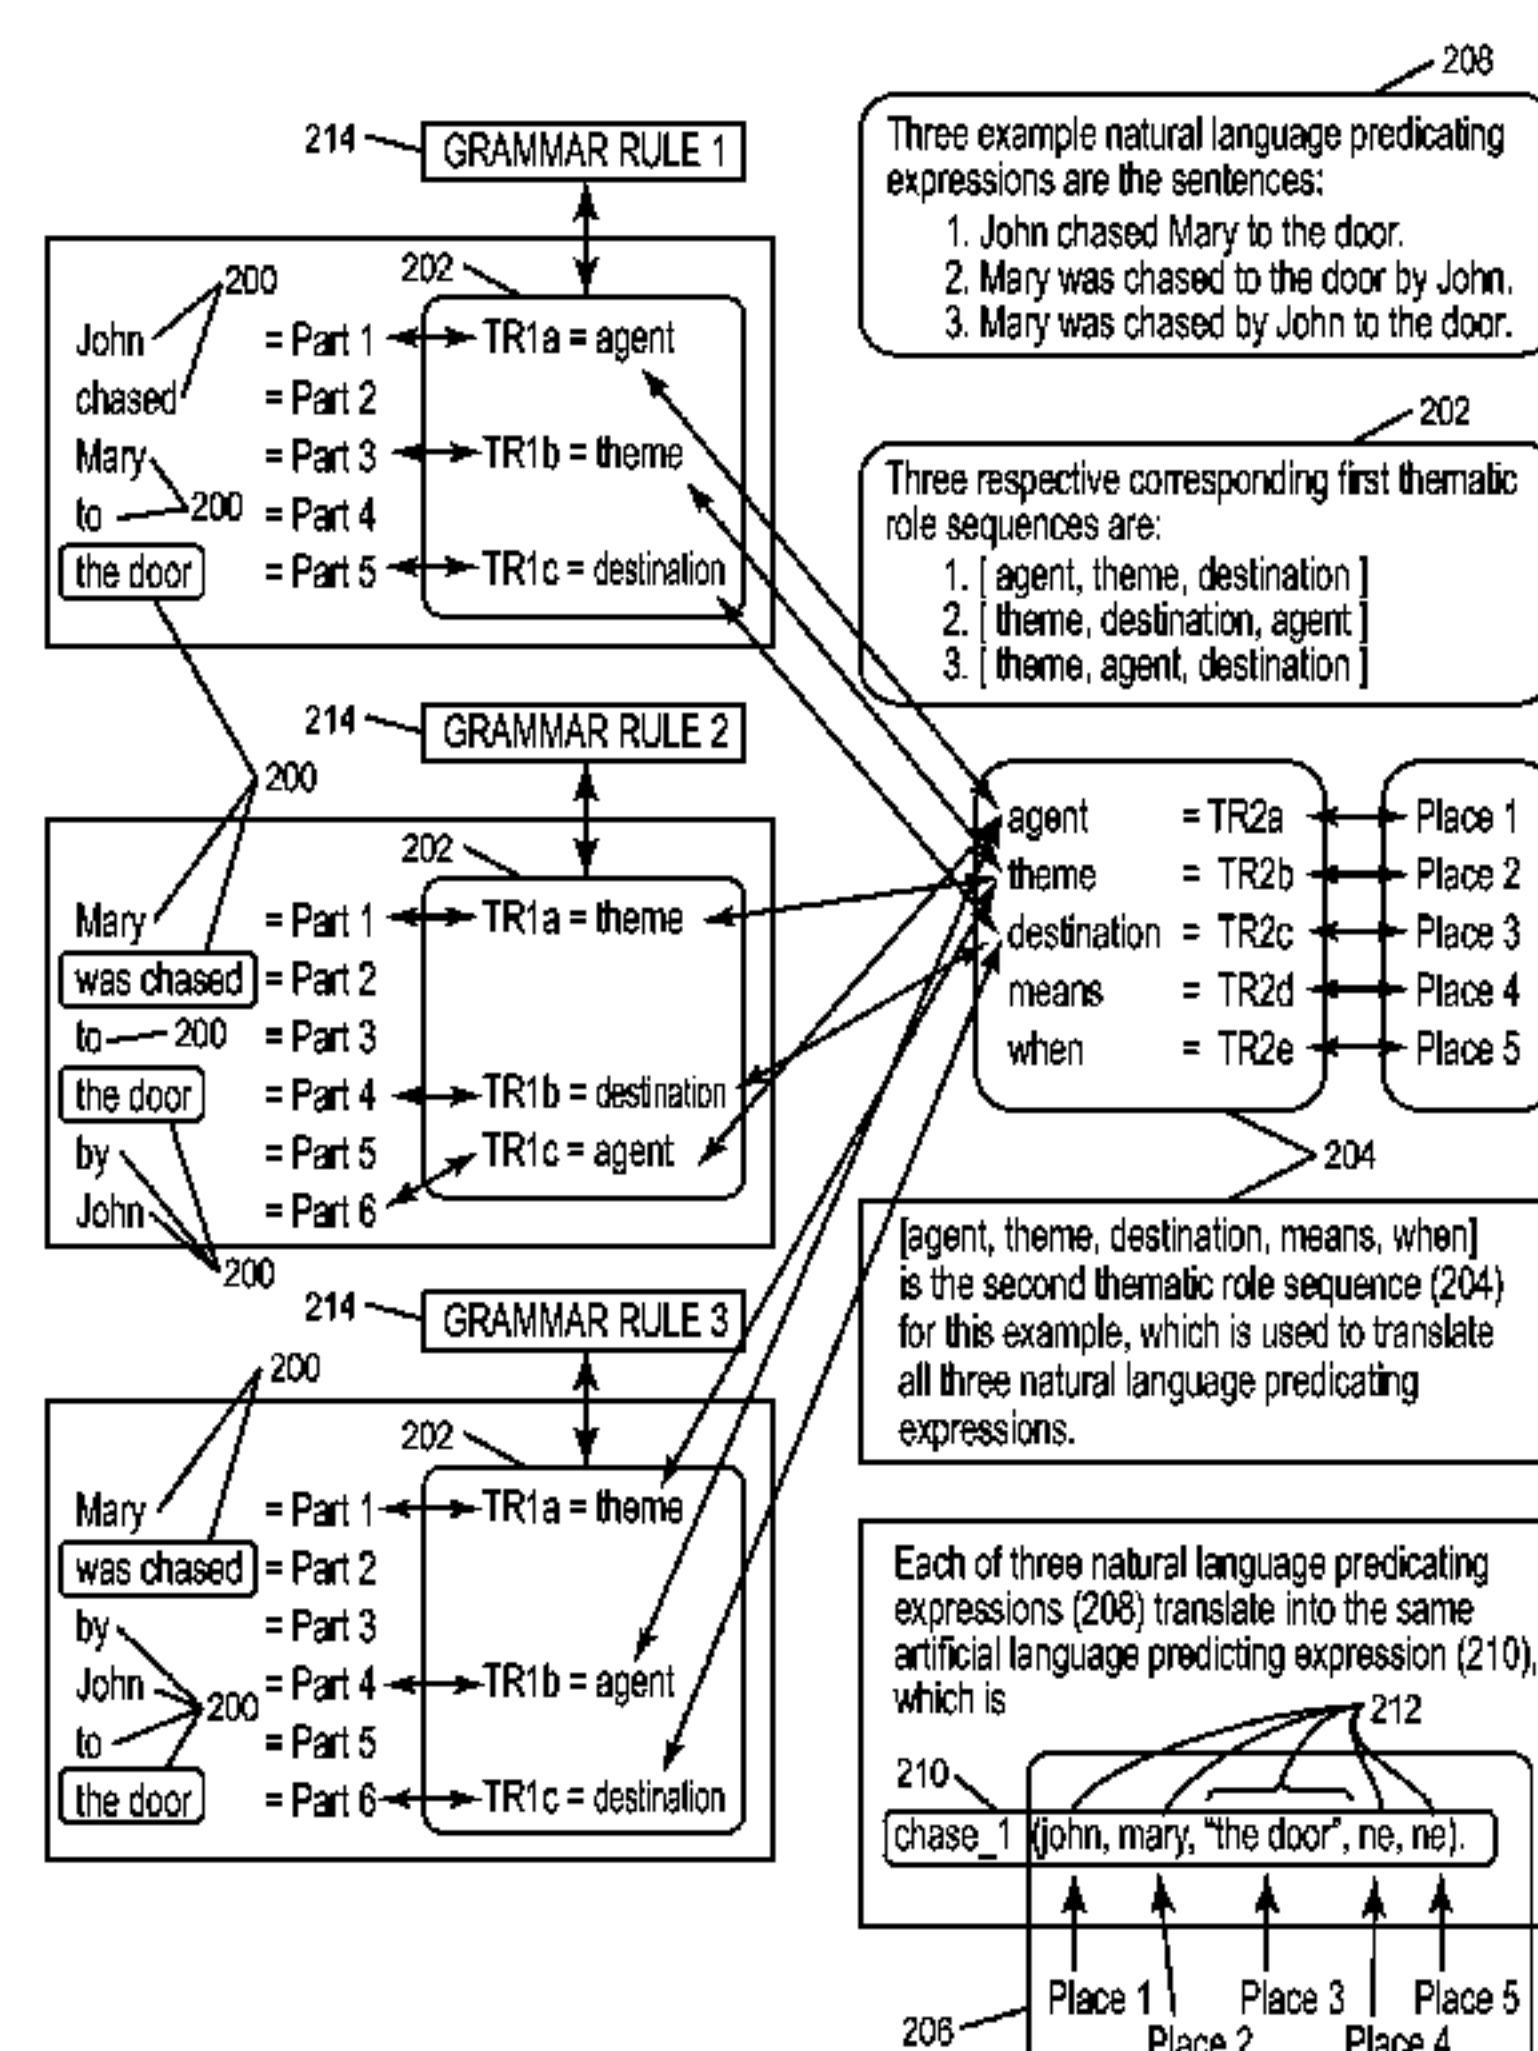 214
GRAMMAR RULE 1
200
202
John = Part 1 TR1a = agent
chased = Part 2
Mary = Part 3 TR1b = theme
to 200 = Part 4
the door = Part 5 TR1c = destination
214
GRAMMAR RULE 2
200
202
Mary = Part 1 TR1a = theme
was chased = Part 2
to 200 = Part 3
the door = Part 4 TR1b = destination
by = Part 5 TR1c = agent
John = Part 6
200
214
GRAMMAR RULE 3
200
202
Mary = Part 1 TR1a = theme
was chased = Part 2
by = Part 3
John = Part 4 TR1b = agent
200
to = Part 5
the door = Part 6 TR1c = destination
208
Three example natural language predicating
expressions are the sentences:
1. John chased Mary to the door.
2. Mary was chased to the door by John.
3. Mary was chased by John to the door.
202
Three respective corresponding first thematic
role sequences are:
1. [ agent, theme, destination ]
2. [ theme, destination, agent ]
3. [ theme, agent, destination ]
agent = TR2a Place 1
theme = TR2b Place 2
destination = TR2c Place 3
means = TR2d Place 4
when = TR2e Place 5
204
[agent, theme, destination, means, when]
is the second thematic role sequence (204)
for this example, which is used to translate
all three natural language predicating
expressions.
Each of three natural language predicating
expressions (208) translate into the same
artificial language predicting expression (210),
which is
212
210
chase_1 (john, mary, "the door", ne, ne).
Place 1 Place 3 Place 5
206
Place 2 Place 4